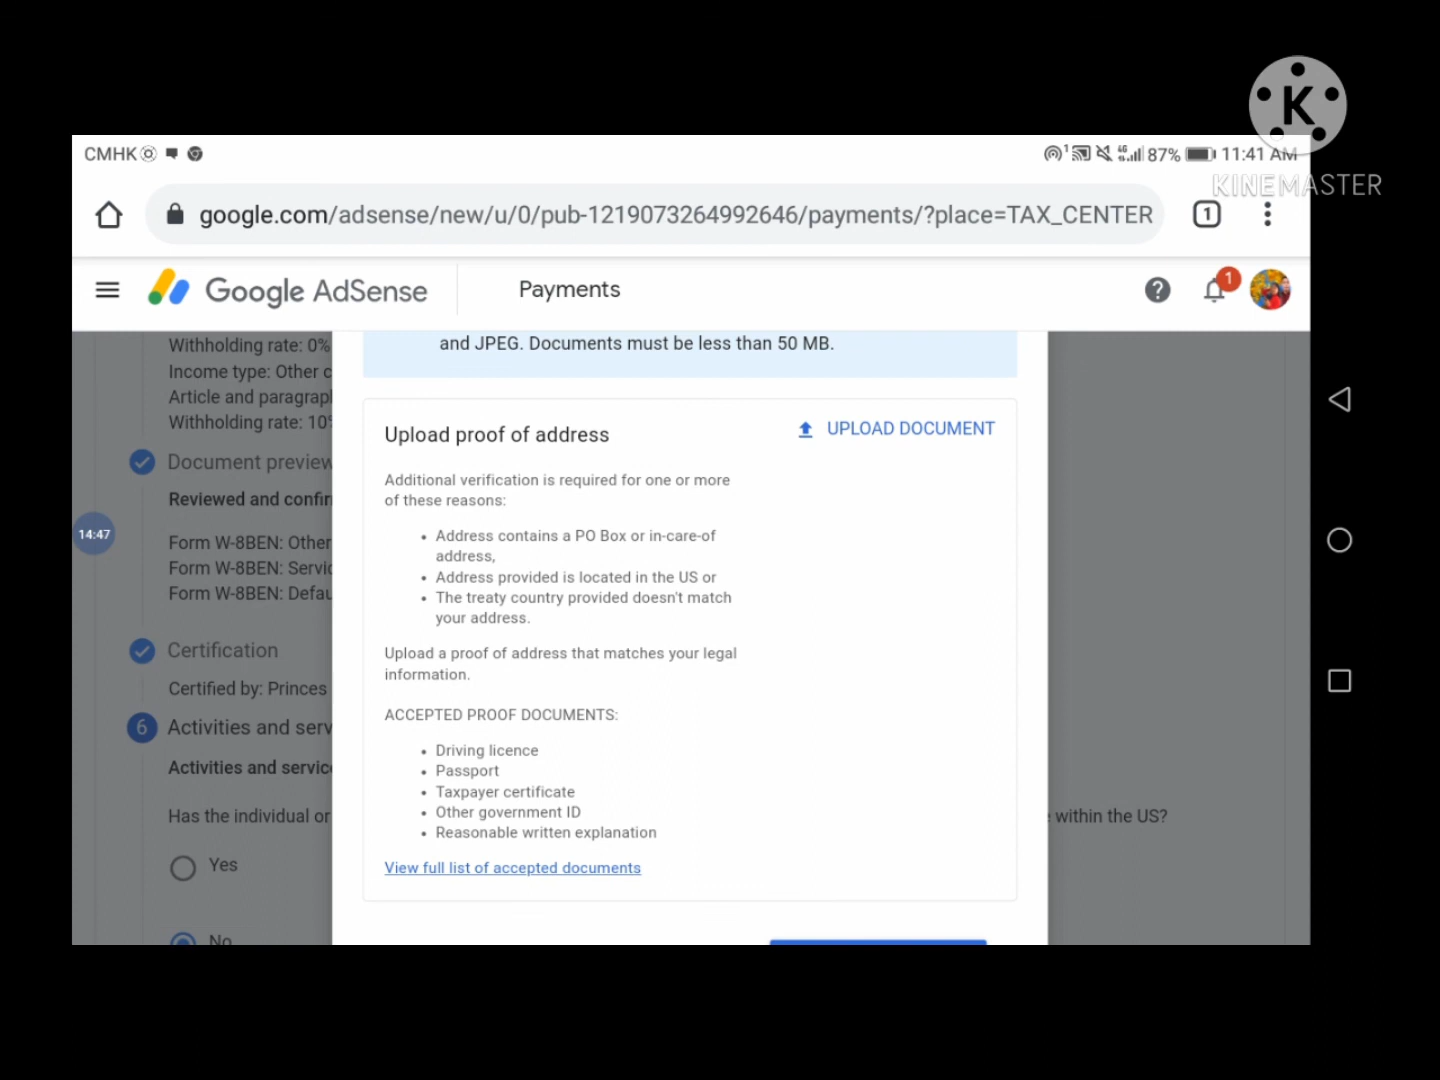 K
KINEMASTER
CMHK 1 4G 87% 11:41 AM
google.com/adsense/new/u/0/pub-1219073264992646/payments/?place=TAX_CENTER 1
Google AdSense Payments ? 1
Withholding rate: 0%
Income type: Other c
Article and paragrap
Withholding rate: 10
Document preview
Reviewed and confir
14:47
Form W-8BEN: Other
Form W-8BEN: Servic
Form W-8BEN: Defau
Certification
Certified by: Princes
6 Activities and serv
Activities and service
Has the individual or
within the US?
Yes
No
and JPEG. Documents must be less than 50 MB.
Upload proof of address
UPLOAD DOCUMENT
Additional verification is required for one or more
of these reasons:
• Address contains a PO Box or in-care-of
address,
• Address provided is located in the US or
• The treaty country provided doesn't match
your address.
Upload a proof of address that matches your legal
information.
ACCEPTED PROOF DOCUMENTS:
• Driving licence
• Passport
• Taxpayer certificate
• Other government ID
• Reasonable written explanation
View full list of accepted documents